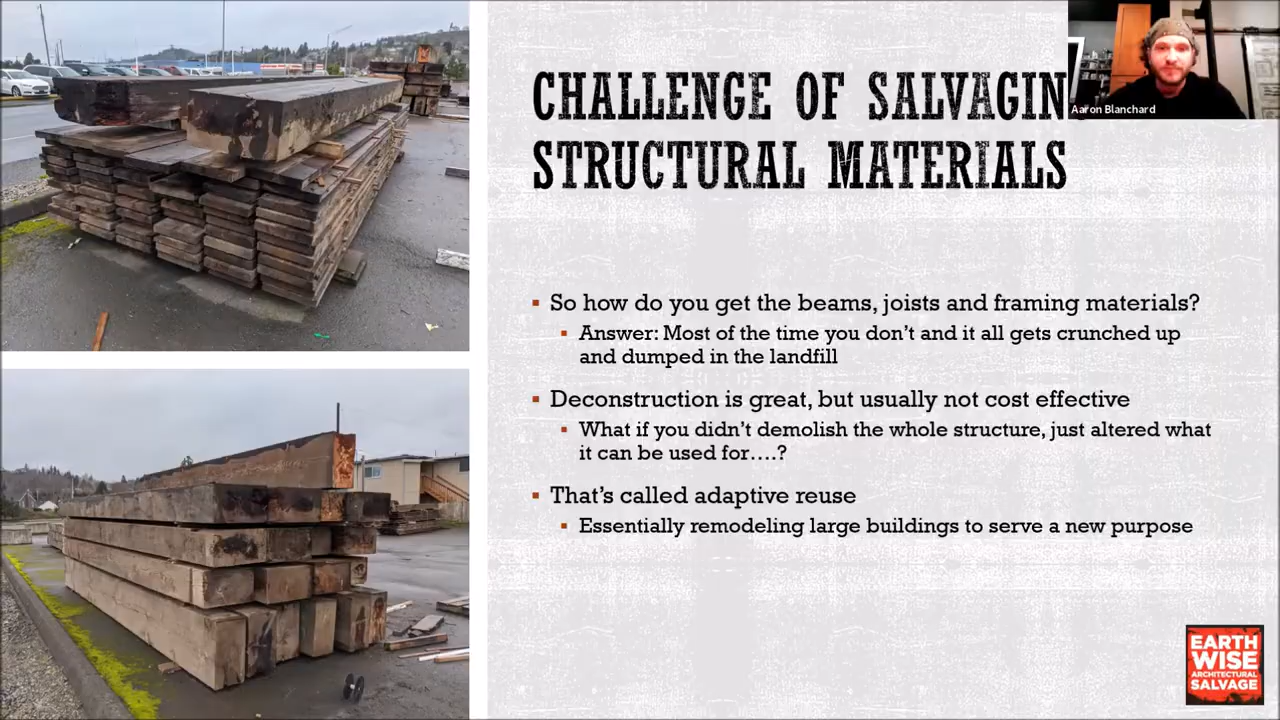 CHALLENGE OF SALVAGIN
Aaron Blanchard
STRUCTURAL MATERIALS
▪ So how do you get the beams, joists and framing materials?
▪ Answer: Most of the time you don't and it all gets crunched up
and dumped in the landfill
▪ Deconstruction is great, but usually not cost effective
▪ What if you didn't demolish the whole structure, just altered what
it can be used for....?
▪ That's called adaptive reuse
▪ Essentially remodeling large buildings to serve a new purpose
EARTH
WISE
ARCHITECTURAL
SALVAGE